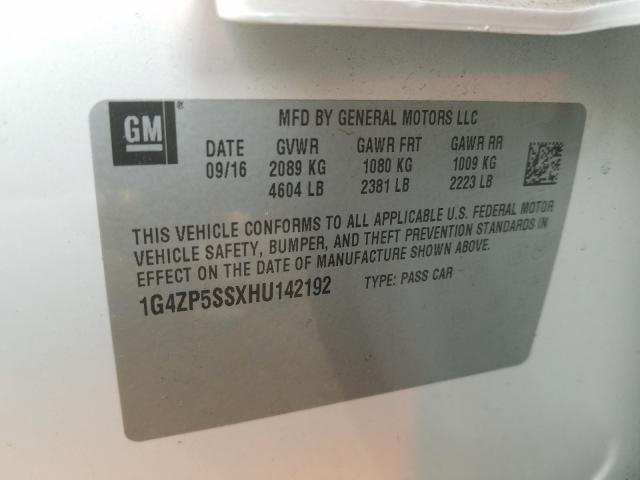 GM ®
MFD BY GENERAL MOTORS LLC
DATE GVWR GAWR FRT GAWR RR
09/16 2089 KG 1080 KG 1009 KG
4604 LB 2381 LB 2223 LB
THIS VEHICLE CONFORMS TO ALL APPLICABLE U.S. FEDERAL MOTOR
VEHICLE SAFETY, BUMPER, AND THEFT PREVENTION STANDARDS IN
EFFECT ON THE DATE OF MANUFACTURE SHOWN ABOVE.
1G4ZP5SSXHU142192 TYPE: PASS CAR